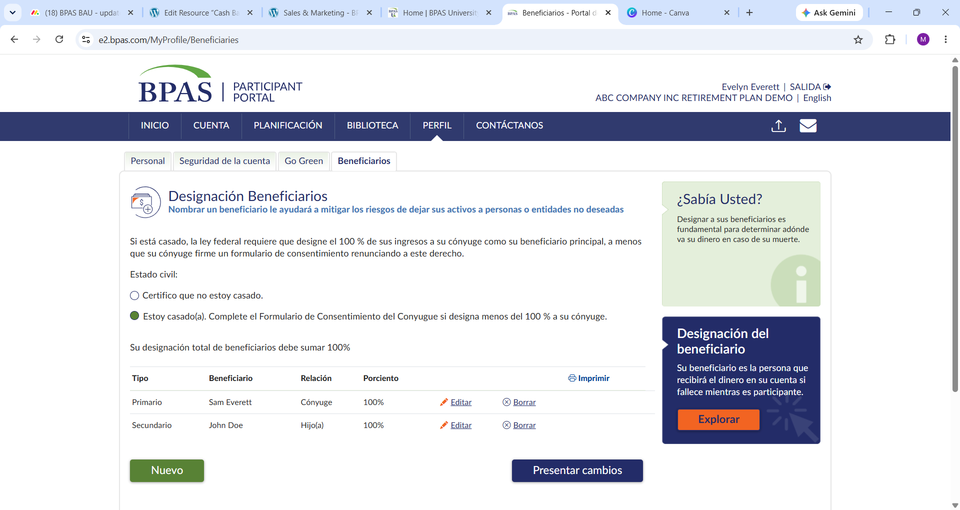 (18) BPAS BAU - updat
Edit Resource "Cash Ba
Sales & Marketing - BP
Home | BPAS Universit
Beneficiarios - Portal d
Home - Canva
Ask Gemini
e2.bpas.com/MyProfile/Beneficiaries
M
BPAS | PARTICIPANT PORTAL
Evelyn Everett | SALIDA
ABC COMPANY INC RETIREMENT PLAN DEMO | English
INICIO CUENTA PLANIFICACIÓN BIBLIOTECA PERFIL CONTÁCTANOS
Personal Seguridad de la cuenta Go Green Beneficiarios
Designación Beneficiarios
Nombrar un beneficiario le ayudará a mitigar los riesgos de dejar sus activos a personas o entidades no deseadas
Si está casado, la ley federal requiere que designe el 100 % de sus ingresos a su cónyuge como su beneficiario principal, a menos
que su cónyuge firme un formulario de consentimiento renunciando a este derecho.
Estado civil:
Certifico que no estoy casado.
Estoy casado(a). Complete el Formulario de Consentimiento del Conyugue si designa menos del 100 % a su cónyuge.
Su designación total de beneficiarios debe sumar 100%
Tipo Beneficiario Relación Porciento Imprimir
Primario Sam Everett Cónyuge 100% Editar Borrar
Secundario John Doe Hijo(a) 100% Editar Borrar
Nuevo
Presentar cambios
¿Sabía Usted?
Designar a sus beneficiarios es
fundamental para determinar adónde
va su dinero en caso de su muerte.
Designación del
beneficiario
Su beneficiario es la persona que
recibirá el dinero en su cuenta si
fallece mientras es participante.
Explorar